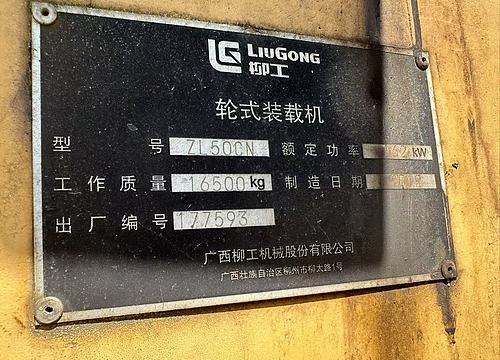 LIUGONG
柳工
轮式装载机
型 号 ZL50CN 额定功率 162 kW
工作质量 16500kg 制造日期
出厂编号 177593
广西柳工机械股份有限公司
广西壮族自治区柳州市柳太路1号